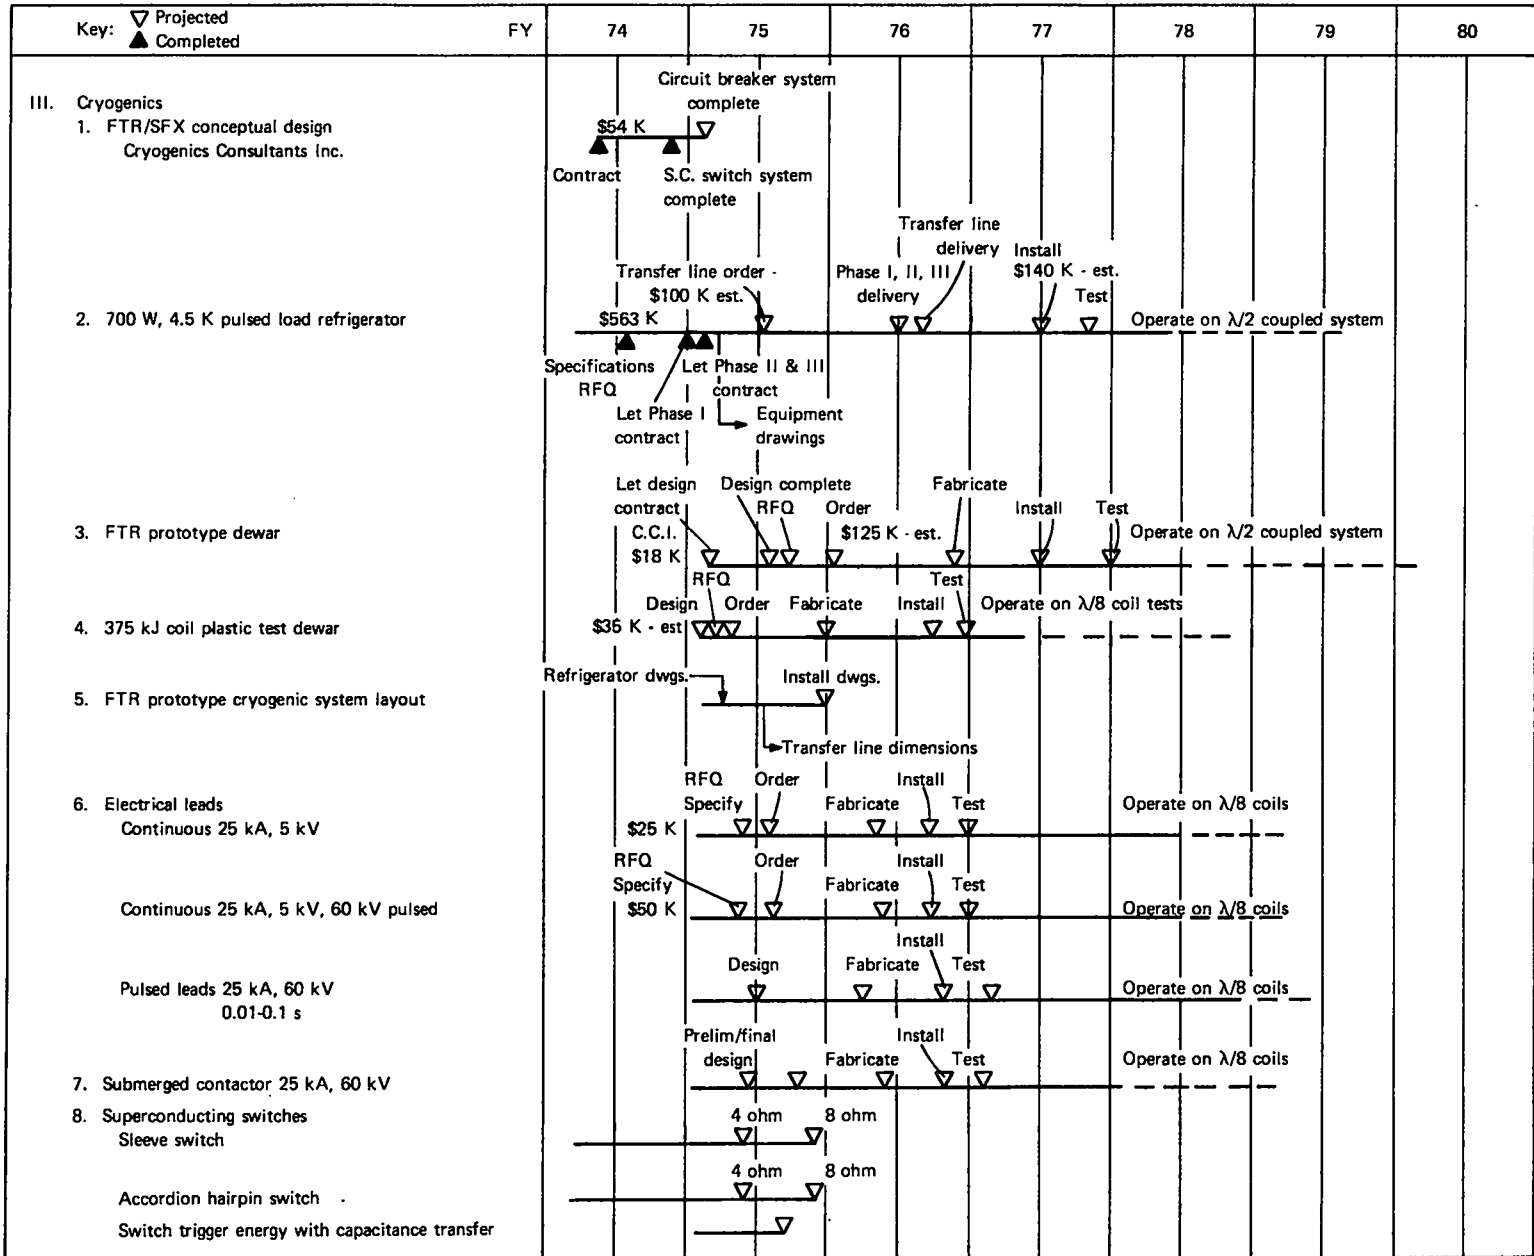 Key: ▽ Projected
▲ Completed
FY 74 75 76 77 78 79 80
III. Cryogenics
1. FTR/SFX conceptual design
Cryogenics Consultants Inc.
Circuit breaker system
complete
$54 K
Contract
S.C. switch system
complete
2. 700 W, 4.5 K pulsed load refrigerator
Transfer line order -
$100 K est.
$563 K
Phase I, II, III
delivery
Transfer line
delivery
Install
$140 K - est.
Test
Operate on λ/2 coupled system
Specifications
RFQ
Let Phase I
contract
Let Phase II & III
contract
Equipment
drawings
3. FTR prototype dewar
Let design
contract
C.C.I.
$18 K
Design complete
RFQ
Order
$125 K - est.
Fabricate
Install
Test
Operate on λ/2 coupled system
4. 375 kJ coil plastic test dewar
$35 K - est
Design
RFQ
Order
Fabricate
Install
Test
Operate on λ/8 coil tests
5. FTR prototype cryogenic system layout
Refrigerator dwgs.
Install dwgs.
Transfer line dimensions
6. Electrical leads
Continuous 25 kA, 5 kV
$25 K
RFQ
Specify
Order
Fabricate
Install
Test
Operate on λ/8 coils
Continuous 25 kA, 5 kV, 60 kV pulsed
RFQ
Specify
$50 K
Order
Fabricate
Install
Test
Operate on λ/8 coils
Pulsed leads 25 kA, 60 kV
0.01-0.1 s
Design
Fabricate
Install
Test
Operate on λ/8 coils
7. Submerged contactor 25 kA, 60 kV
Prelim/final
design
Fabricate
Install
Test
Operate on λ/8 coils
8. Superconducting switches
Sleeve switch
4 ohm
8 ohm
Accordion hairpin switch
4 ohm
8 ohm
Switch trigger energy with capacitance transfer